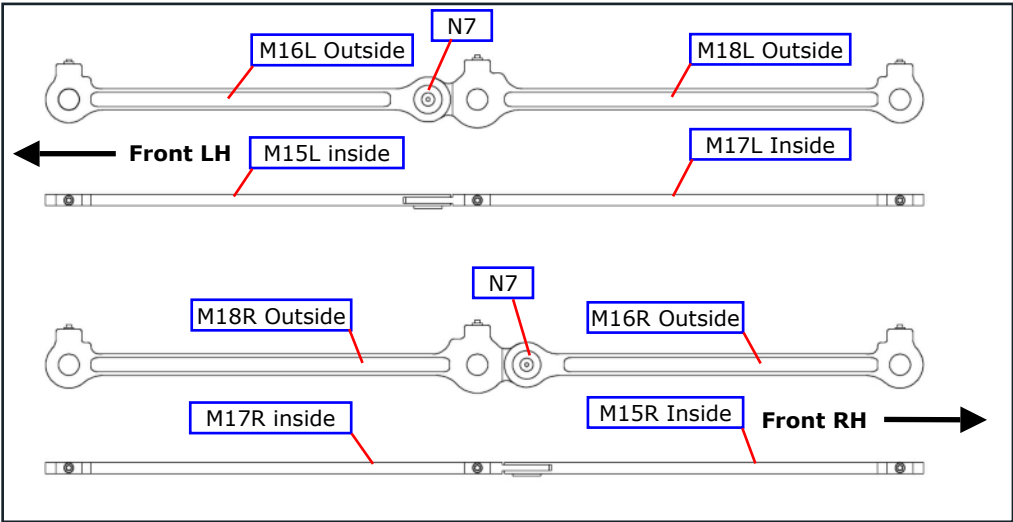 N7
M16L Outside
M18L Outside
Front LH
M15L inside
M17L Inside
N7
M18R Outside
M16R Outside
M17R inside
M15R Inside
Front RH